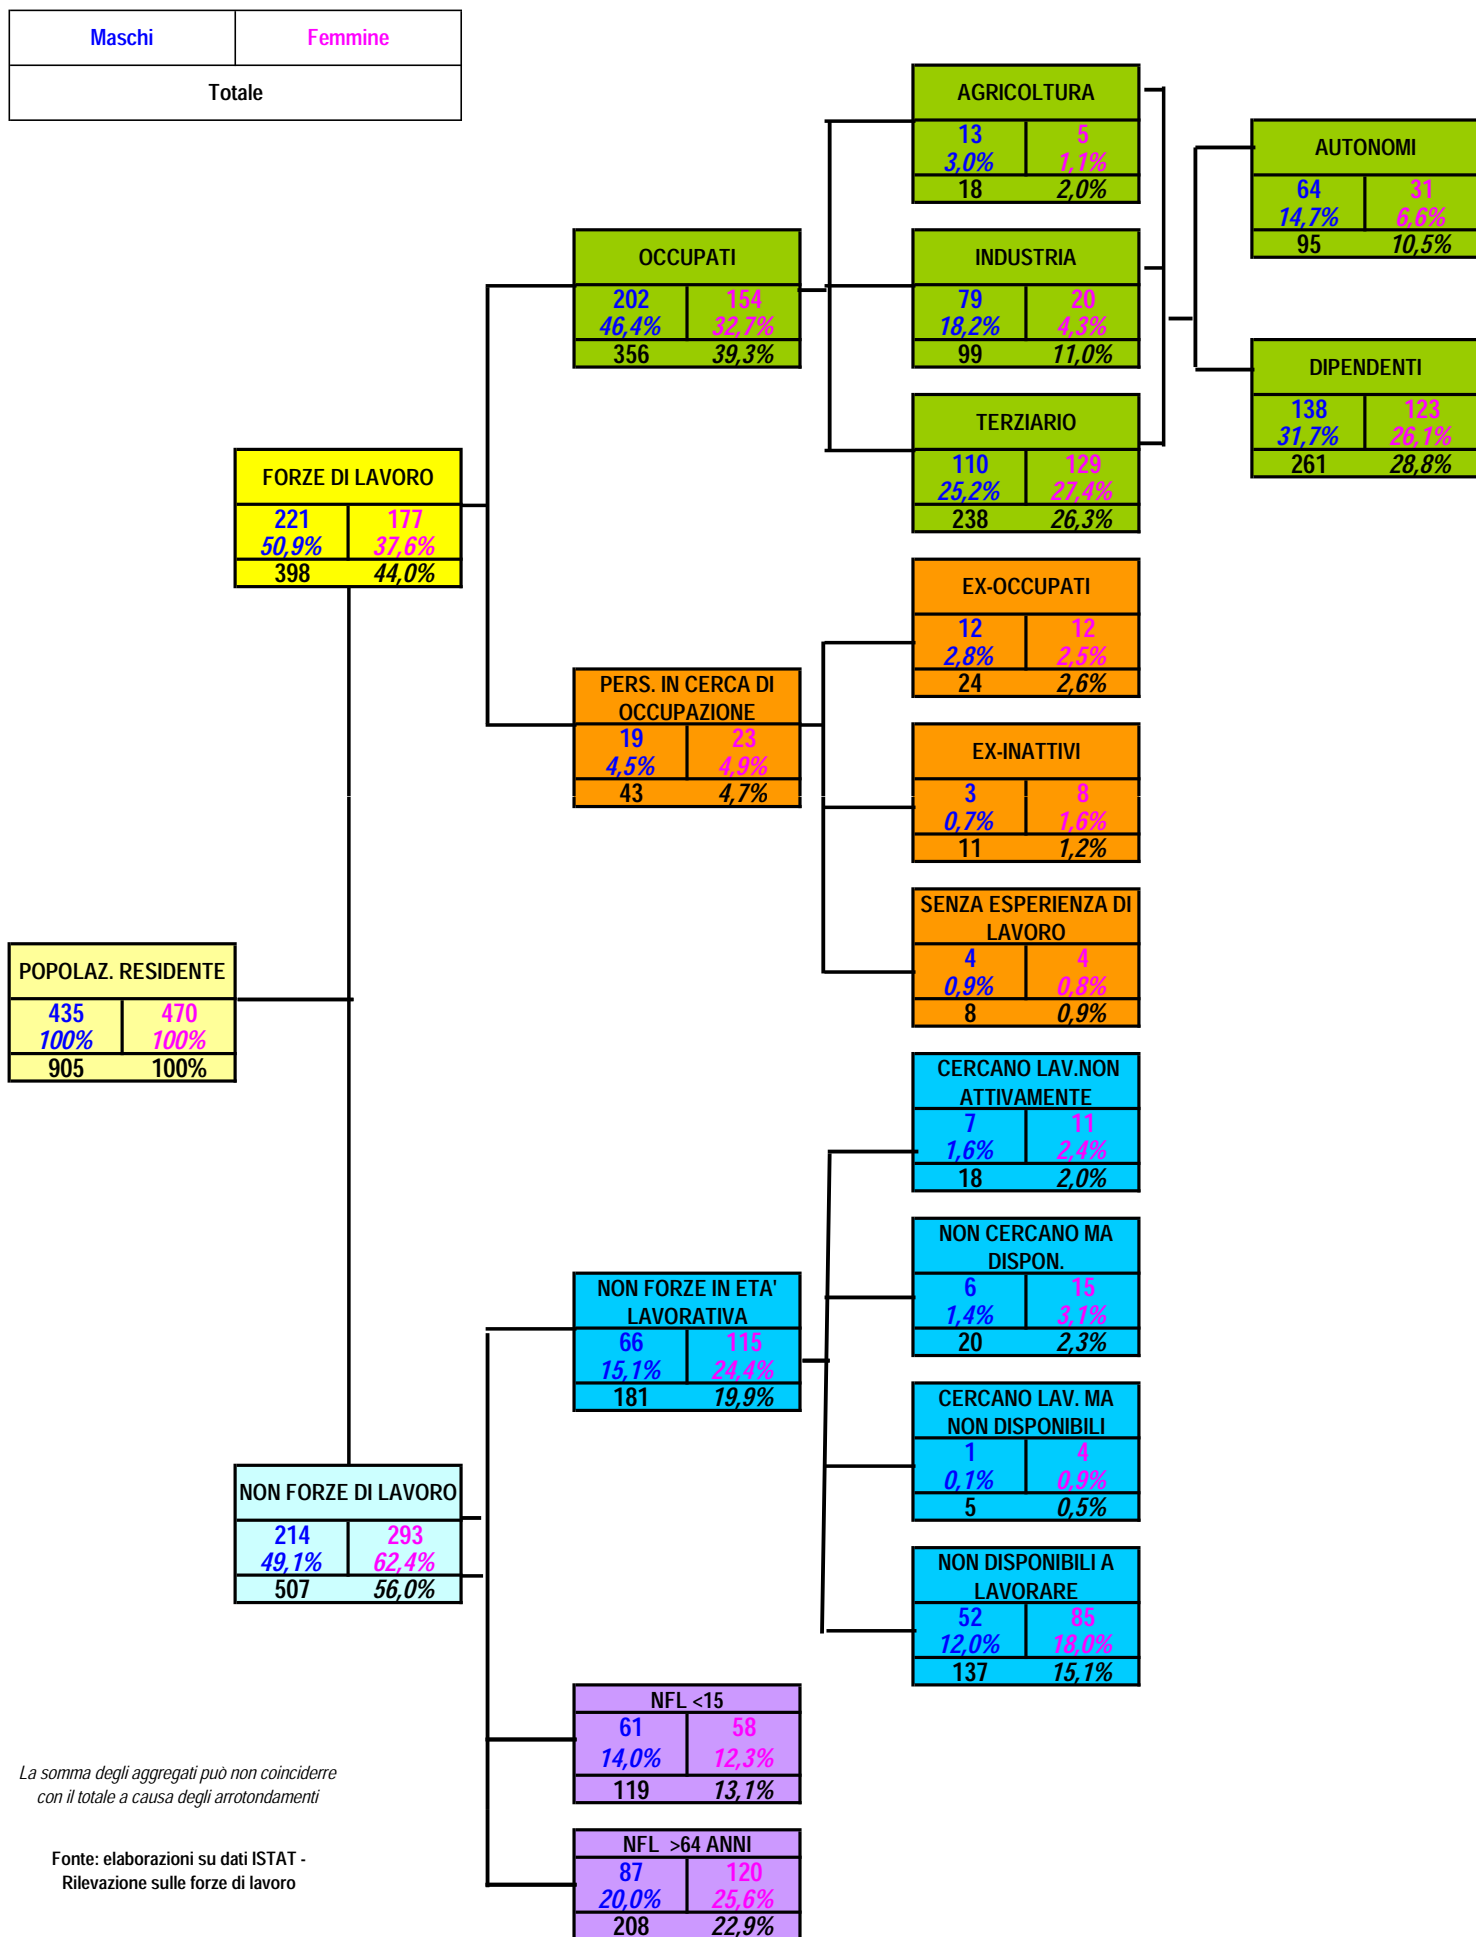 Maschi Femmine
Totale
AGRICOLTURA
13 5
3,0% 1,1%
18 2,0%
AUTONOMI
64 31
14,7% 6,6%
95 10,5%
OCCUPATI
202 154
46,4% 32,7%
356 39,3%
INDUSTRIA
79 20
18,2% 4,3%
99 11,0%
DIPENDENTI
138 123
31,7% 26,1%
261 28,8%
TERZIARIO
110 129
25,2% 27,4%
238 26,3%
FORZE DI LAVORO
221 177
50,9% 37,6%
398 44,0%
EX-OCCUPATI
12 12
2,8% 2,5%
24 2,6%
PERS. IN CERCA DI
OCCUPAZIONE
19 23
4,5% 4,9%
43 4,7%
EX-INATTIVI
3 8
0,7% 1,6%
11 1,2%
SENZA ESPERIENZA DI
LAVORO
4 4
0,9% 0,8%
8 0,9%
POPOLAZ. RESIDENTE
435 470
100% 100%
905 100%
CERCANO LAV.NON
ATTIVAMENTE
7 11
1,6% 2,4%
18 2,0%
NON CERCANO MA
DISPON.
6 15
1,4% 3,1%
20 2,3%
NON FORZE IN ETA'
LAVORATIVA
66 115
15,1% 24,4%
181 19,9%
CERCANO LAV. MA
NON DISPONIBILI
1 4
0,1% 0,9%
5 0,5%
NON FORZE DI LAVORO
214 293
49,1% 62,4%
507 56,0%
NON DISPONIBILI A
LAVORARE
52 85
12,0% 18,0%
137 15,1%
NFL <15
61 58
14,0% 12,3%
119 13,1%
La somma degli aggregati può non coinciderre
con il totale a causa degli arrotondamenti
NFL >64 ANNI
87 120
20,0% 25,6%
208 22,9%
Fonte: elaborazioni su dati ISTAT -
Rilevazione sulle forze di lavoro